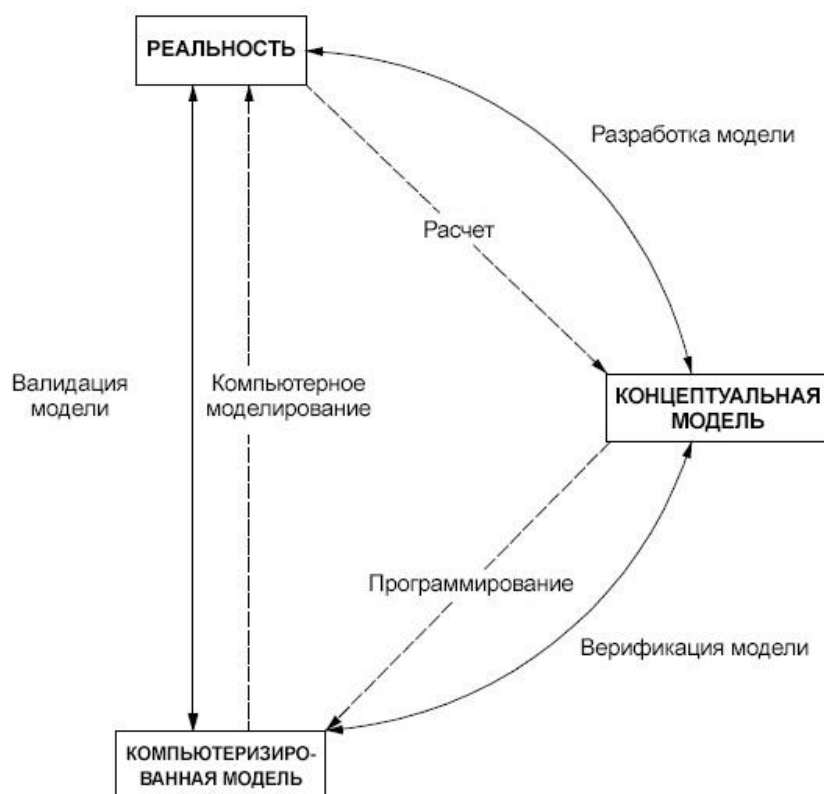 РЕАЛЬНОСТЬ
Разработка модели
Расчет
Валидация
модели
Компьютерное
моделирование
КОНЦЕПТУАЛЬНАЯ
МОДЕЛЬ
Программирование
Верификация модели
КОМПЬЮТЕРИЗИРО-
ВАННАЯ МОДЕЛЬ